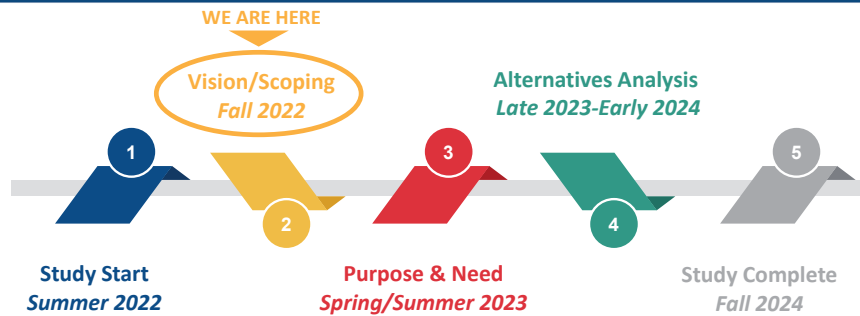 WE ARE HERE
Vision/Scoping
Fall 2022
Alternatives Analysis
Late 2023-Early 2024
1
2
3
4
5
Study Start
Summer 2022
Purpose & Need
Spring/Summer 2023
Study Complete
Fall 2024